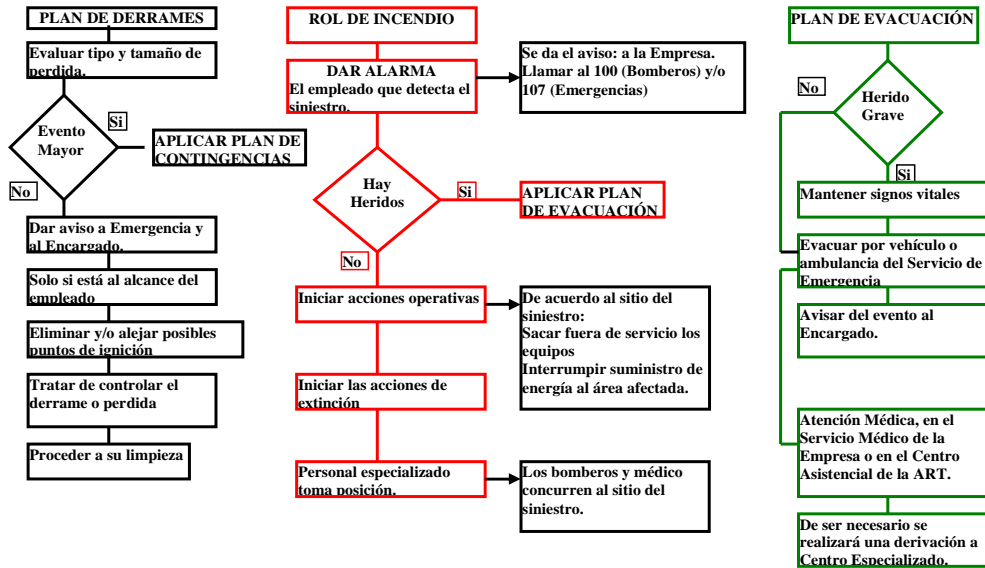 PLAN DE DERRAMES
Evaluar tipo y tamaño de
perdida.
Evento
Mayor
Si
APLICAR PLAN DE
CONTINGENCIAS
No
Dar aviso a Emergencia y
al Encargado.
Solo si está al alcance del
empleado
Eliminar y/o alejar posibles
puntos de ignición
Tratar de controlar el
derrame o perdida
Proceder a su limpieza
ROL DE INCENDIO
DAR ALARMA
El empleado que detecta el
siniestro.
Se da el aviso: a la Empresa.
Llamar al 100 (Bomberos) y/o
107 (Emergencias)
Hay
Heridos
Si
APLICAR PLAN
DE EVACUACIÓN
No
Iniciar acciones operativas
De acuerdo al sitio del
siniestro:
Sacar fuera de servicio los
equipos
Interrumpir suministro de
energía al área afectada.
Iniciar las acciones de
extinción
Personal especializado
toma posición.
Los bomberos y médico
concurren al sitio del
siniestro.
PLAN DE EVACUACIÓN
No
Herido
Grave
Si
Mantener signos vitales
Evacuar por vehículo o
ambulancia del Servicio de
Emergencia
Avisar del evento al
Encargado.
Atención Médica, en el
Servicio Médico de la
Empresa o en el Centro
Asistencial de la ART.
De ser necesario se
realizará una derivación a
Centro Especializado.